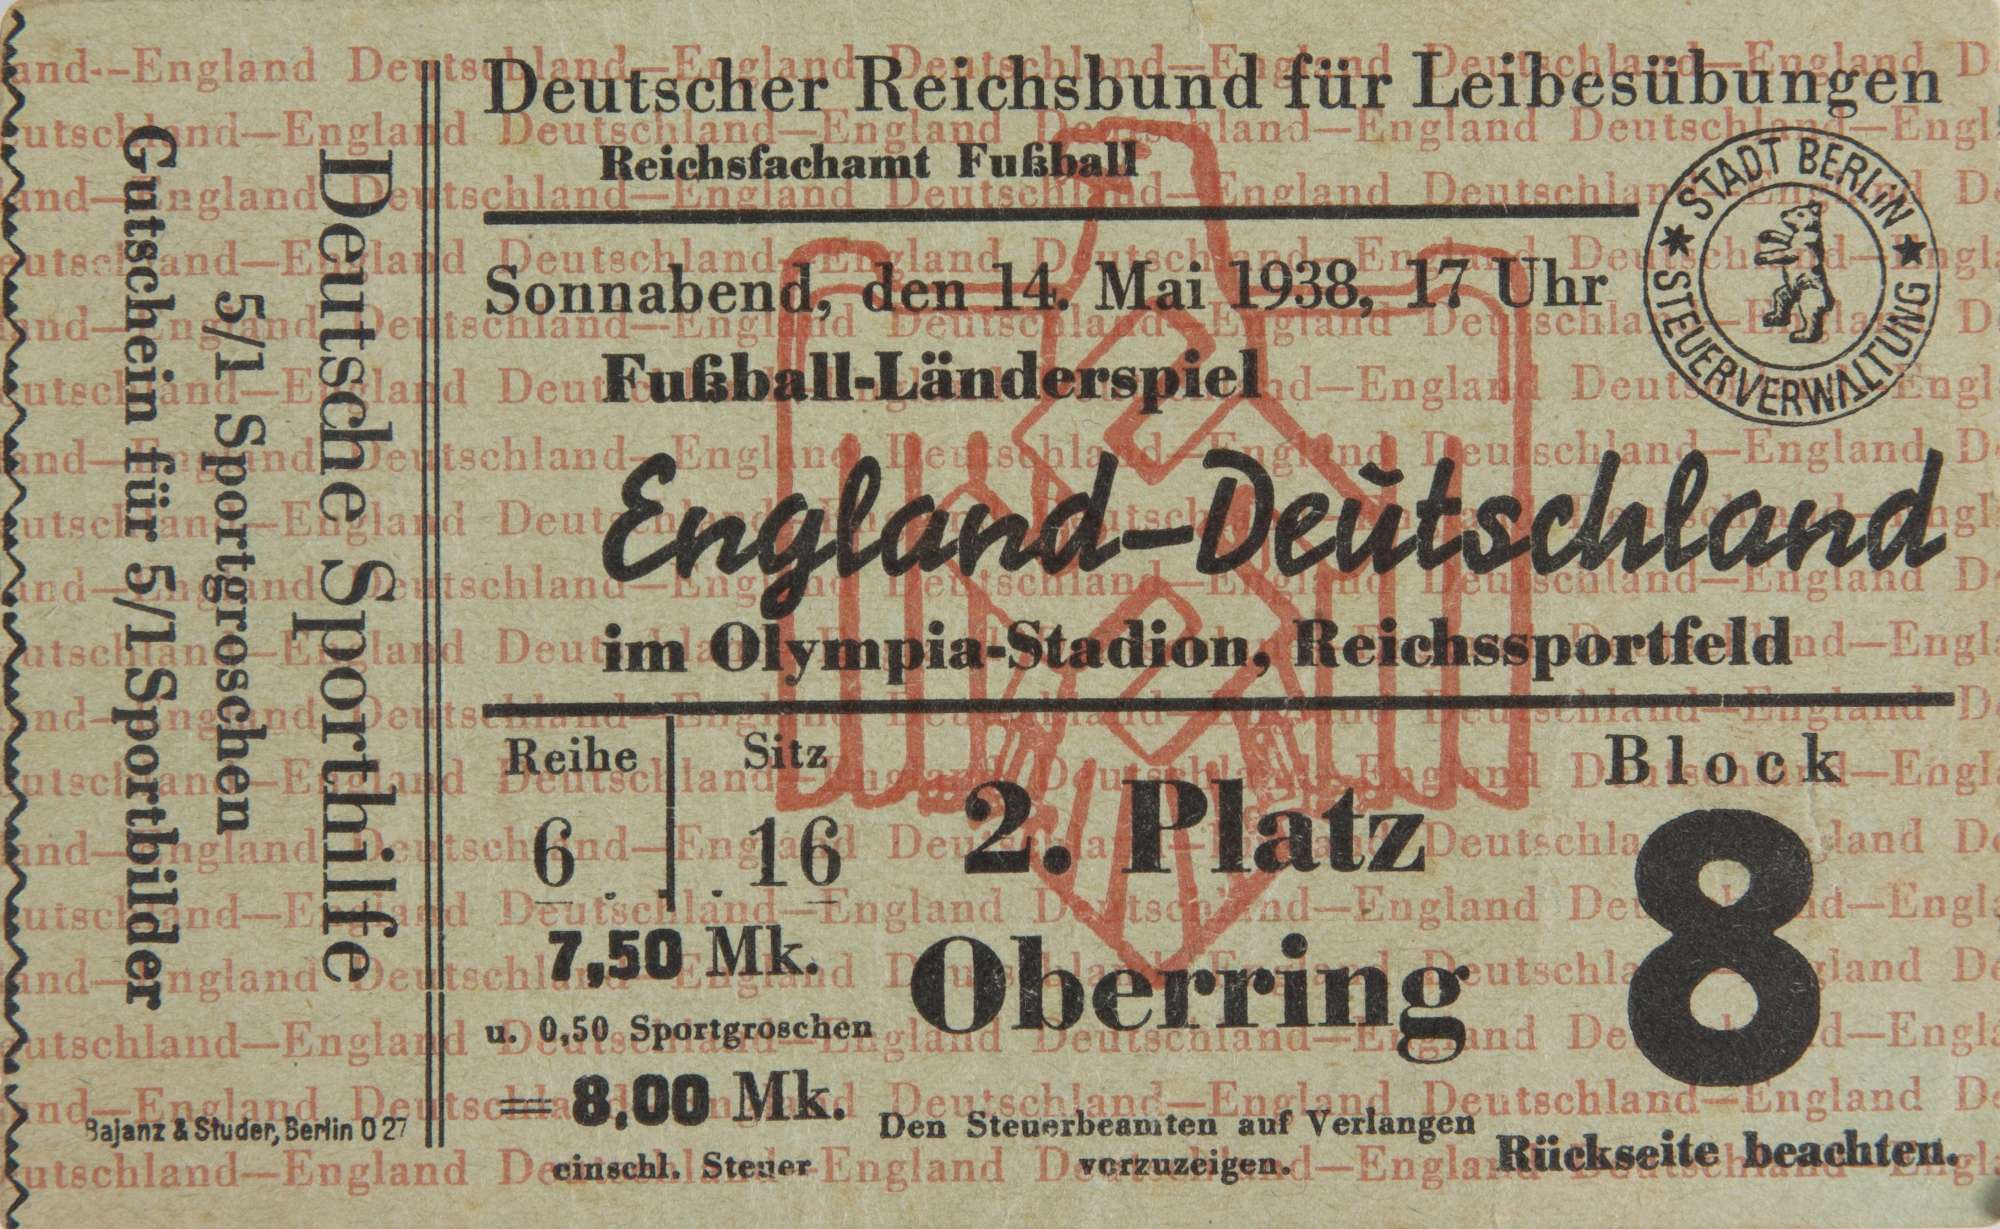 Deutscher Reichsbund für Leibesübungen
Reichsfachamt Fußball
STADT BERLIN
STEUERVERWALTUNG
Sonnabend, den 14. Mai 1938, 17 Uhr
Fußball-Länderspiel
England-Deutschland
im Olympia-Stadion, Reichssportfeld
Reihe
Sitz
6
16
2. Platz
Oberring
Block
8
7,50 Mk.
u. 0,50 Sportgroschen
= 8,00 Mk.
einschl. Steuer
Den Steuerbeamten auf Verlangen
vorzuzeigen.
Rückseite beachten.
Deutsche Sporthilfe
5/1 Sportgroschen
Gutschein für 5/1 Sportbilder
Bajanz & Studer, Berlin O 27
Deutschland—England